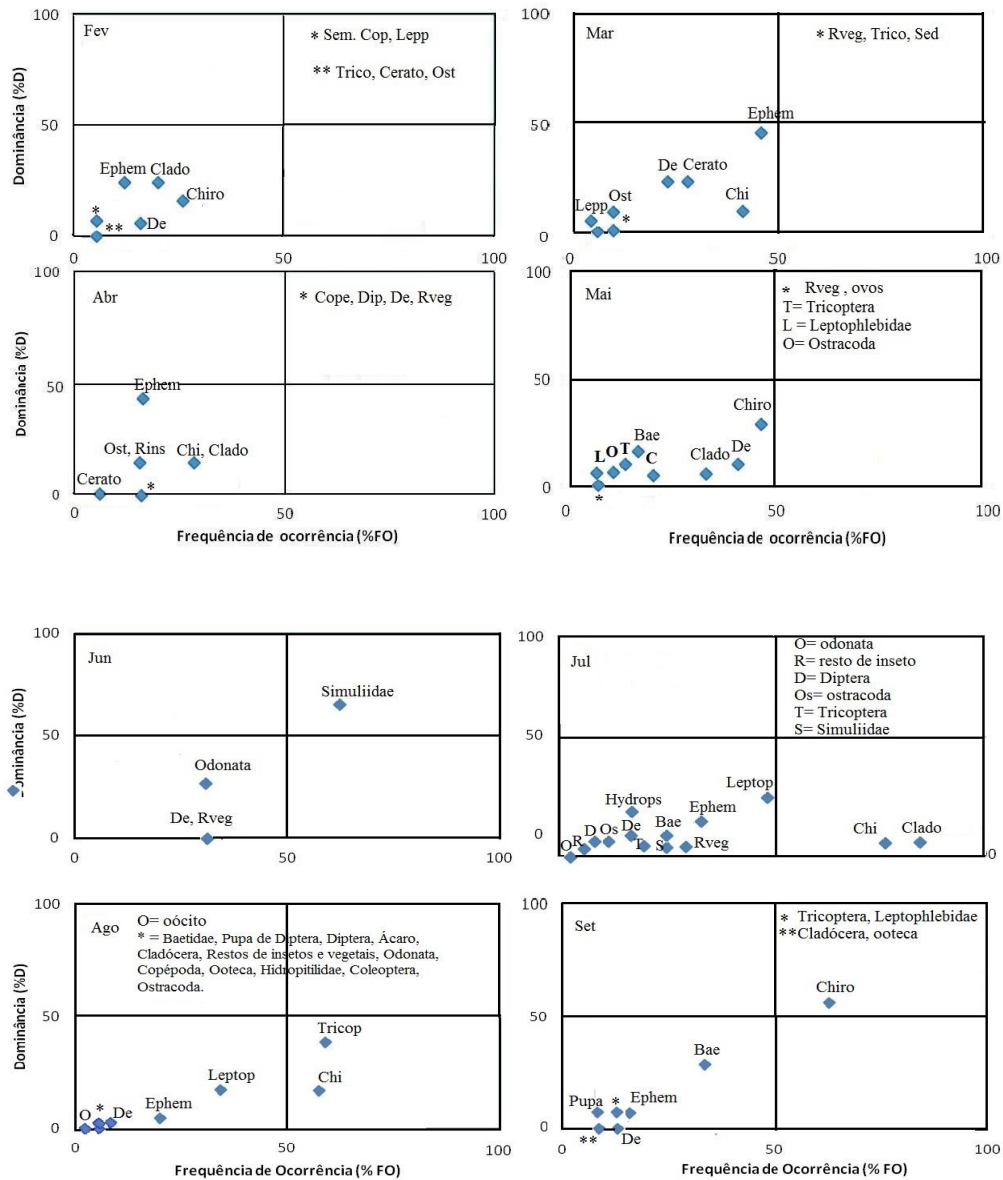 100
Fev
* Sem. Cop, Lepp
** Trico, Cerato, Ost
Dominância (%D)
50
Ephem Clado
Chiro
*
**
De
0
0
50
100
100
Mar
* Rveg, Trico, Sed
50
Ephem
De Cerato
Chi
Lepp
Ost
*
0
0
50
100
100
Abr
* Cope, Dip, De, Rveg
Dominância (%D)
50
Ephem
Ost, Rins
Chi, Clado
Cerato
*
0
0
50
100
Frequência de ocorrência (%FO)
100
Mai
* Rveg , ovos
T= Tricoptera
L = Leptophlebidae
O= Ostracoda
50
Chiro
Bae
De
L O T C
Clado
0
*
0
50
100
Frequência de ocorrência (%FO)
100
Jun
Simuliidae
50
Odonata
De, Rveg
0
0
50
100
100
Jul
O= odonata
R= resto de inseto
D= Diptera
Os= ostracoda
T= Tricoptera
S= Simuliidae
50
Leptop
Hydrops
Ephem
D Os De Bae
Chi Clado
0
O R T S Rveg
0
100
Ago
O= oócito
* = Baetidae, Pupa de Diptera, Diptera, Ácaro,
Cladócera, Restos de insetos e vegetais, Odonata,
Copépoda, Ooteca, Hidropitilidae, Coleoptera,
Ostracoda.
Dominância (%D)
50
Tricop
Leptop
Chi
Ephem
O * De
0
0
50
100
Frequência de Ocorrência (% FO)
100
Set
* Tricoptera, Leptophlebidae
**Cladócera, ooteca
Chiro
50
Bae
Pupa * Ephem
0
** De
0
50
100
Frequência de Ocorrência (% FO)